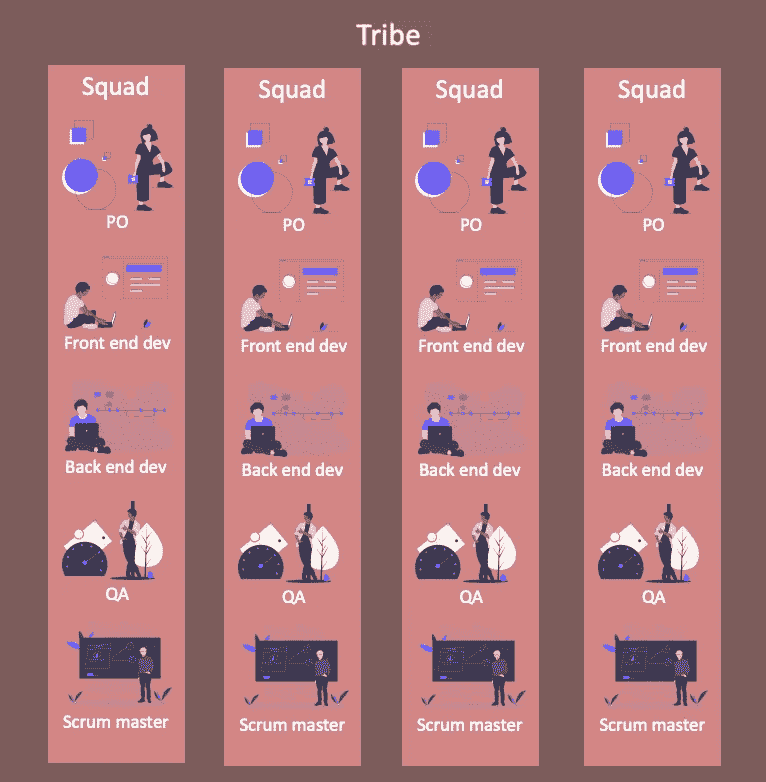 Tribe
Squad
PO
Front end dev
Back end dev
QA
Scrum master
Squad
PO
Front end dev
Back end dev
QA
Scrum master
Squad
PO
Front end dev
Back end dev
QA
Scrum master
Squad
PO
Front end dev
Back end dev
QA
Scrum master